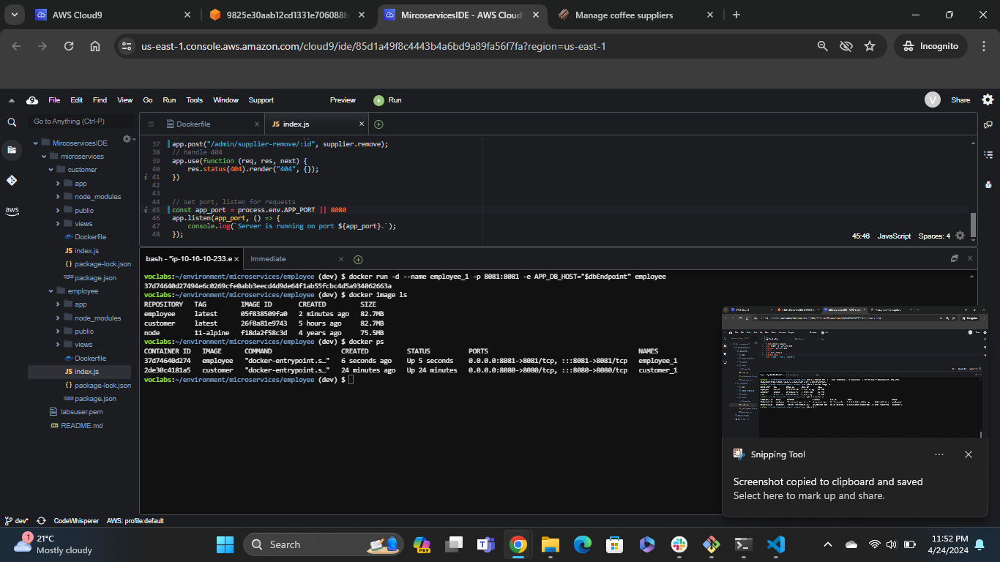 AWS Cloud9
9825e30aab12cd1331e706088b
MircoservicesIDE - AWS Cloud
Manage coffee suppliers
us-east-1.console.aws.amazon.com/cloud9/ide/85d1a49f8c4443b4a6bd9a89fa56f7fa?region=us-east-1
Incognito
9 File Edit Find View Go Run Tools Window Support Preview Run V Share
Go to Anything (Ctrl-P)
aws
MircoservicesIDE
microservices
customer
app
node_modules
public
views
Dockerfile
JS index.js
package-lock.json
package.json
employee
app
node_modules
public
views
Dockerfile
JS index.js
package-lock.json
package.json
labsuser.pem
README.md
Dockerfile
JS index.js
37 app.post("/admin/supplier-remove/:id", supplier.remove);
38 // handle 404
39 app.use(function (req, res, next) {
40 res.status(404).render("404", {});
41 })
42
43
44 // set port, listen for requests
45 const app_port = process.env.APP_PORT || 8080
46 app.listen(app_port, () => {
47 console.log(`Server is running on port ${app_port}.`);
48 });
45:46 JavaScript Spaces: 4
bash - "ip-10-16-10-233.e
Immediate
voclabs:~/environment/microservices/employee (dev) $ docker run -d --name employee_1 -p 8081:8081 -e APP_DB_HOST="$dbEndpoint" employee
37d74640d27494e6c0269cfe0abb3eecd4d9de64f1ab55fcbc4d5a934062663a
voclabs:~/environment/microservices/employee (dev) $ docker image ls
REPOSITORY TAG IMAGE ID CREATED SIZE
employee latest 05f838509fa0 2 minutes ago 82.7MB
customer latest 26f8a81e9743 5 hours ago 82.7MB
node 11-alpine f18da2f58c3d 4 years ago 75.5MB
voclabs:~/environment/microservices/employee (dev) $ docker ps
CONTAINER ID IMAGE COMMAND CREATED STATUS PORTS NAMES
37d74640d274 employee "docker-entrypoint.s…" 6 seconds ago Up 5 seconds 0.0.0.0:8081->8081/tcp, :::8081->8081/tcp employee_1
2de30c4181a5 customer "docker-entrypoint.s…" 24 minutes ago Up 24 minutes 0.0.0.0:8080->8080/tcp, :::8080->8080/tcp customer_1
voclabs:~/environment/microservices/employee (dev) $
Snipping Tool
Screenshot copied to clipboard and saved
Select here to mark up and share.
dev* CodeWhisperer AWS: profile:default
1
21°C
Mostly cloudy
Search
PRE
11:52 PM
4/24/2024